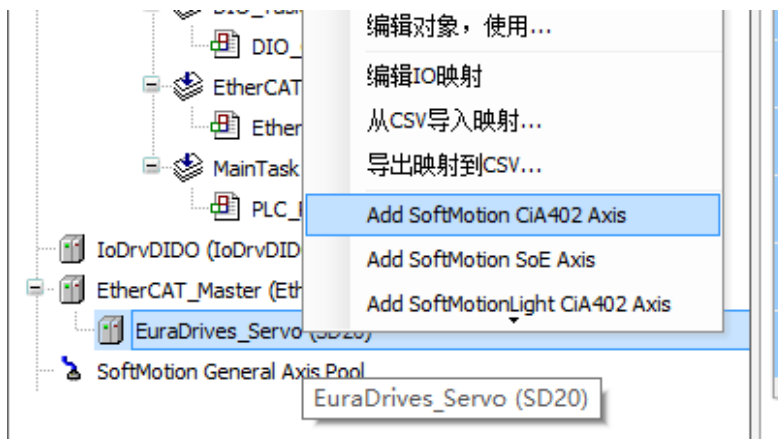 编辑对象，使用...
DIO_
编辑IO映射
EtherCAT
从CSV导入映射...
Ether
导出映射到CSV...
MainTask
PLC_
Add SoftMotion CiA402 Axis
IoDrvDIDO (IoDrvDID
Add SoftMotion SoE Axis
EtherCAT_Master (Eth
Add SoftMotionLight CiA402 Axis
EuraDrives_Servo (SD20)
SoftMotion General Axis Pool
EuraDrives_Servo (SD20)